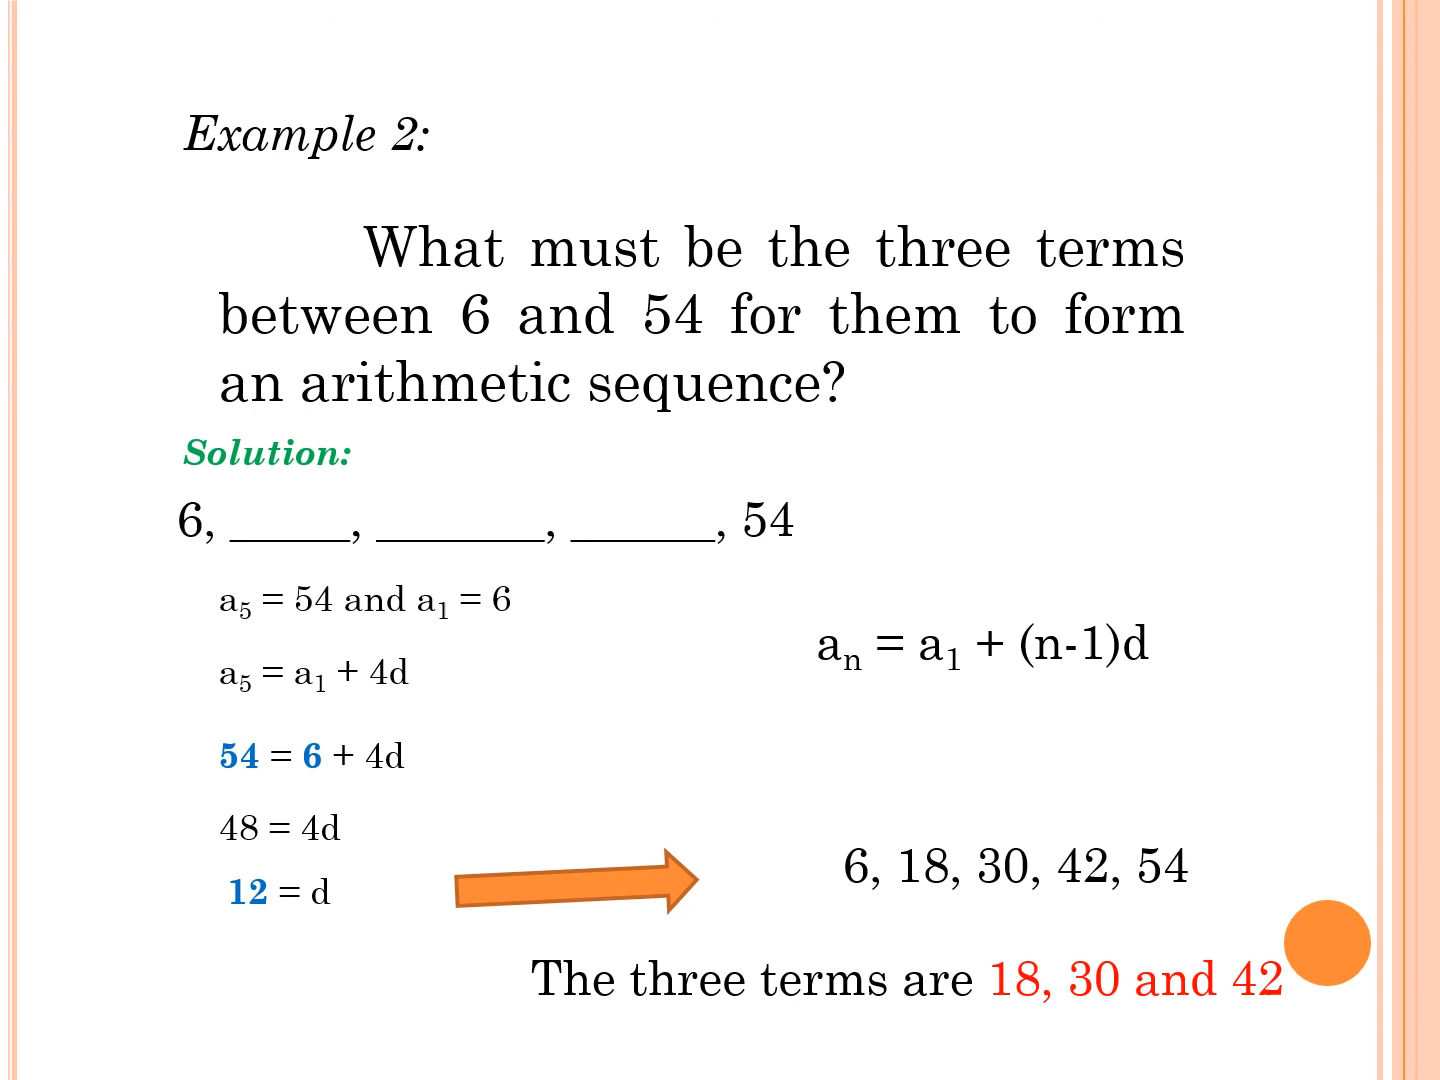 Example 2:
What must be the three terms
between 6 and 54 for them to form
an arithmetic sequence?
Solution:
6, _____, _______, ______, 54
a₅ = 54 and a₁ = 6
aₙ = a₁ + (n-1)d
a₅ = a₁ + 4d
54 = 6 + 4d
48 = 4d
6, 18, 30, 42, 54
12 = d
The three terms are 18, 30 and 42